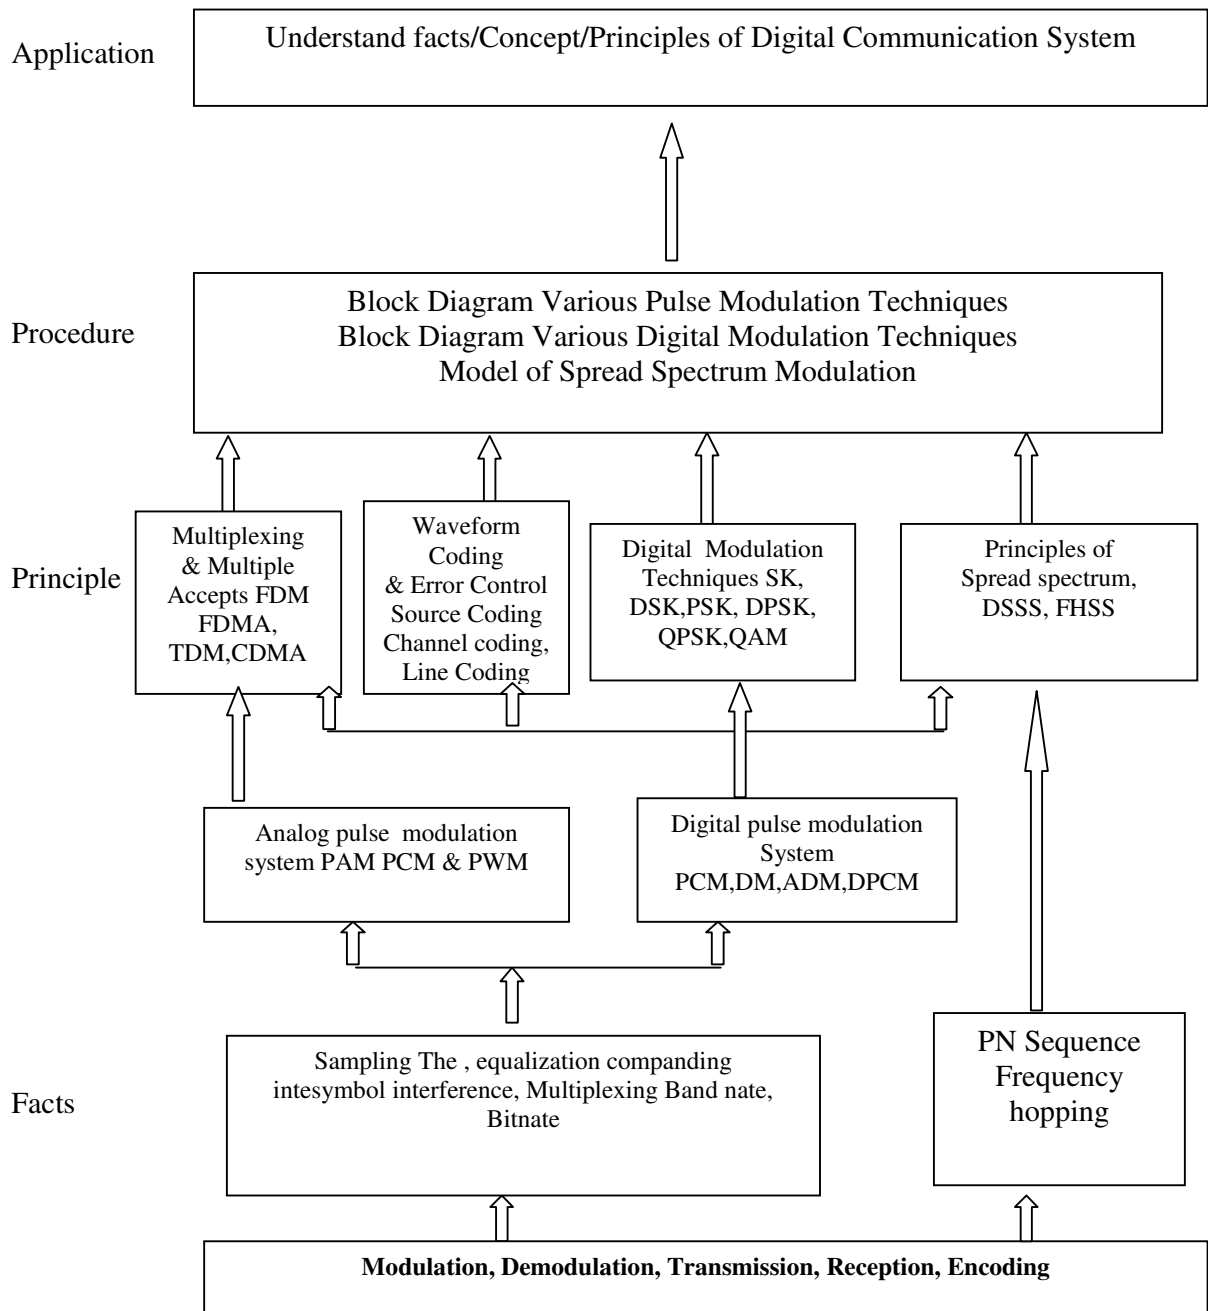 Application
Understand facts/Concept/Principles of Digital Communication System
Procedure
Block Diagram Various Pulse Modulation Techniques
Block Diagram Various Digital Modulation Techniques
Model of Spread Spectrum Modulation
Principle
Multiplexing
& Multiple
Accepts FDM
FDMA,
TDM,CDMA
Waveform
Coding
& Error Control
Source Coding
Channel coding,
Line Coding
Digital  Modulation
Techniques SK,
DSK,PSK, DPSK,
QPSK,QAM
Principles of
Spread spectrum,
DSSS, FHSS
Analog pulse  modulation
system PAM PCM & PWM
Digital pulse modulation
System
PCM,DM,ADM,DPCM
Facts
Sampling The , equalization companding
intesymbol interference, Multiplexing Band nate,
Bitnate
PN Sequence
Frequency
hopping
Modulation, Demodulation, Transmission, Reception, Encoding